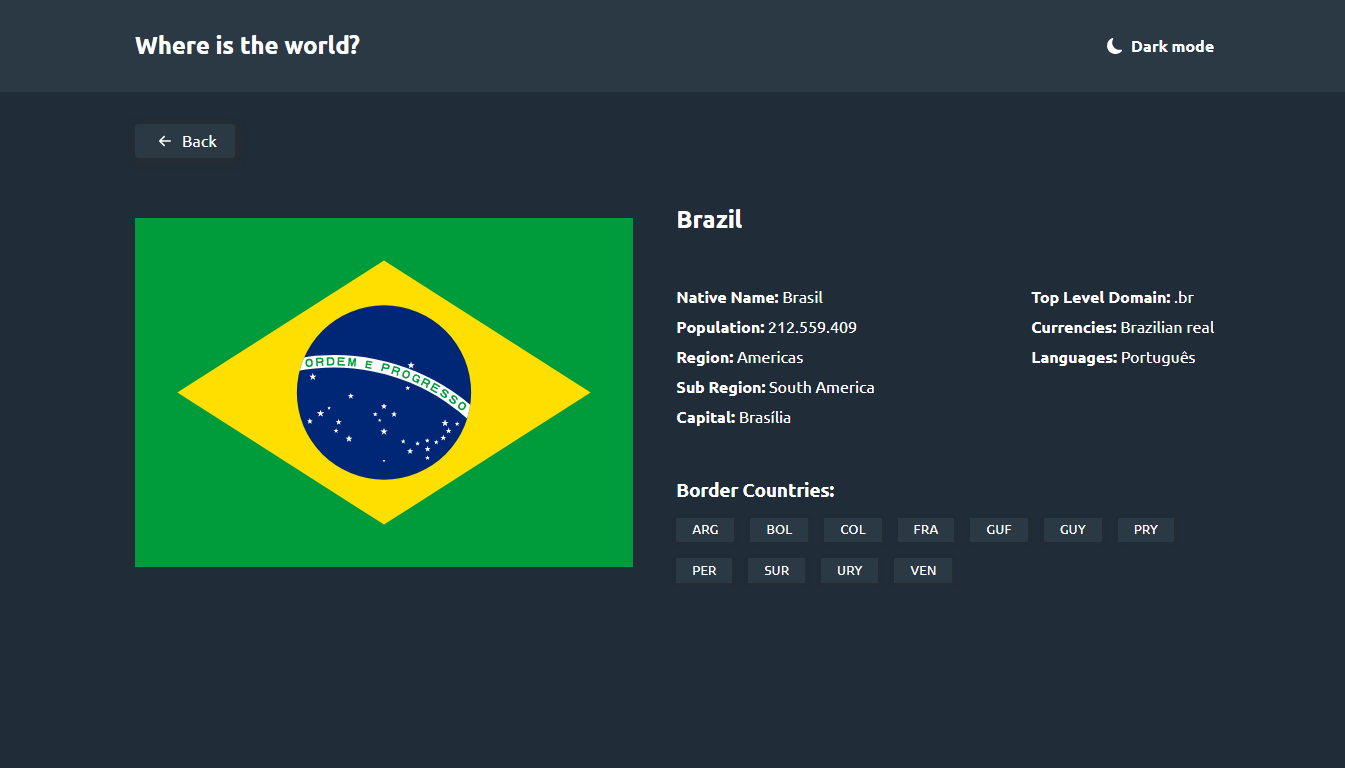 Where is the world?
Dark mode
Back
ORDEM E PROGRESSO
Brazil
Native Name: Brasil
Population: 212.559.409
Region: Americas
Sub Region: South America
Capital: Brasília
Top Level Domain: .br
Currencies: Brazilian real
Languages: Português
Border Countries:
ARG BOL COL FRA GUF GUY PRY
PER SUR URY VEN